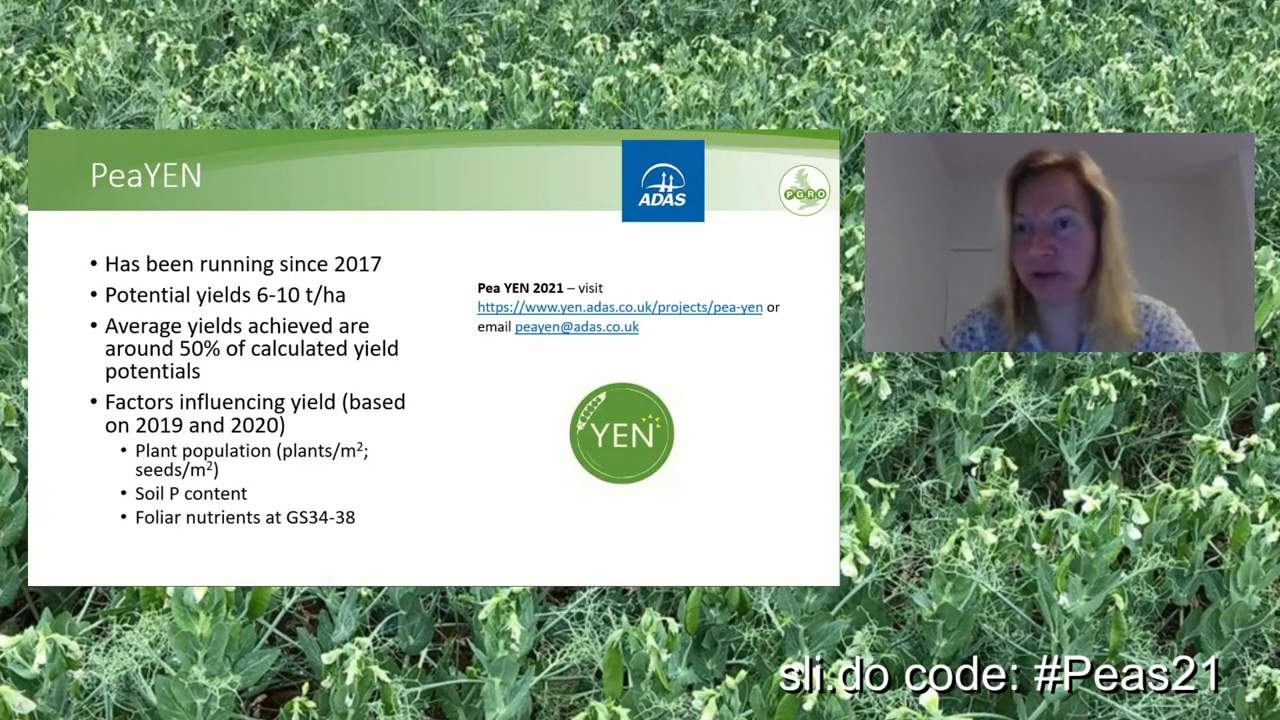 PeaYEN
ADAS
PGRO
• Has been running since 2017
• Potential yields 6-10 t/ha
• Average yields achieved are
around 50% of calculated yield
potentials
• Factors influencing yield (based
on 2019 and 2020)
• Plant population (plants/m²;
seeds/m²)
• Soil P content
• Foliar nutrients at GS34-38
Pea YEN 2021 – visit
https://www.yen.adas.co.uk/projects/pea-yen or
email peayen@adas.co.uk
YEN
sli.do code: #Peas21